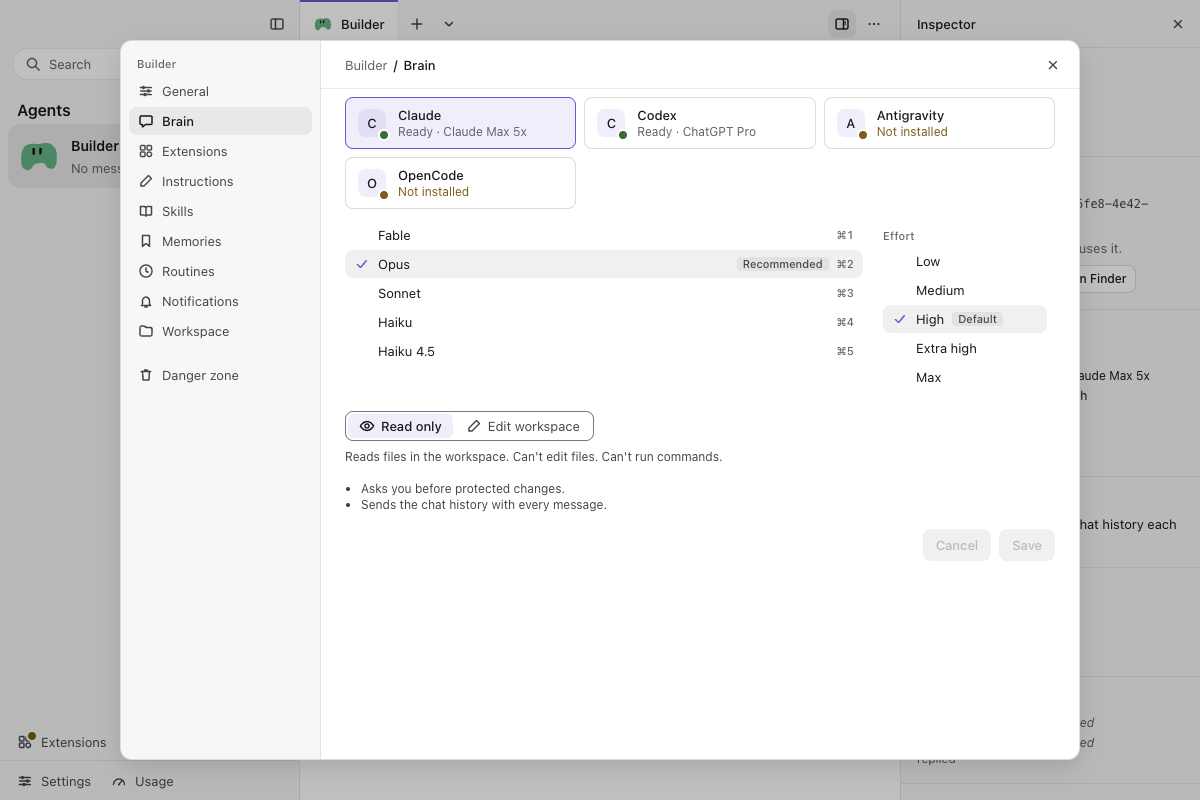 Builder
Inspector
Search
Agents
Builder
No mess
Extensions
Settings
Usage
Builder
General
Brain
Extensions
Instructions
Skills
Memories
Routines
Notifications
Workspace
Danger zone
Builder / Brain
C
Claude
Ready · Claude Max 5x
C
Codex
Ready · ChatGPT Pro
A
Antigravity
Not installed
O
OpenCode
Not installed
Fable ⌘1
Opus Recommended ⌘2
Sonnet ⌘3
Haiku ⌘4
Haiku 4.5 ⌘5
Effort
Low
Medium
High Default
Extra high
Max
Read only
Edit workspace
Reads files in the workspace. Can't edit files. Can't run commands.
• Asks you before protected changes.
• Sends the chat history with every message.
Cancel
Save
5fe8-4e42-
uses it.
n Finder
aude Max 5x
h
hat history each
ed
ed
replied